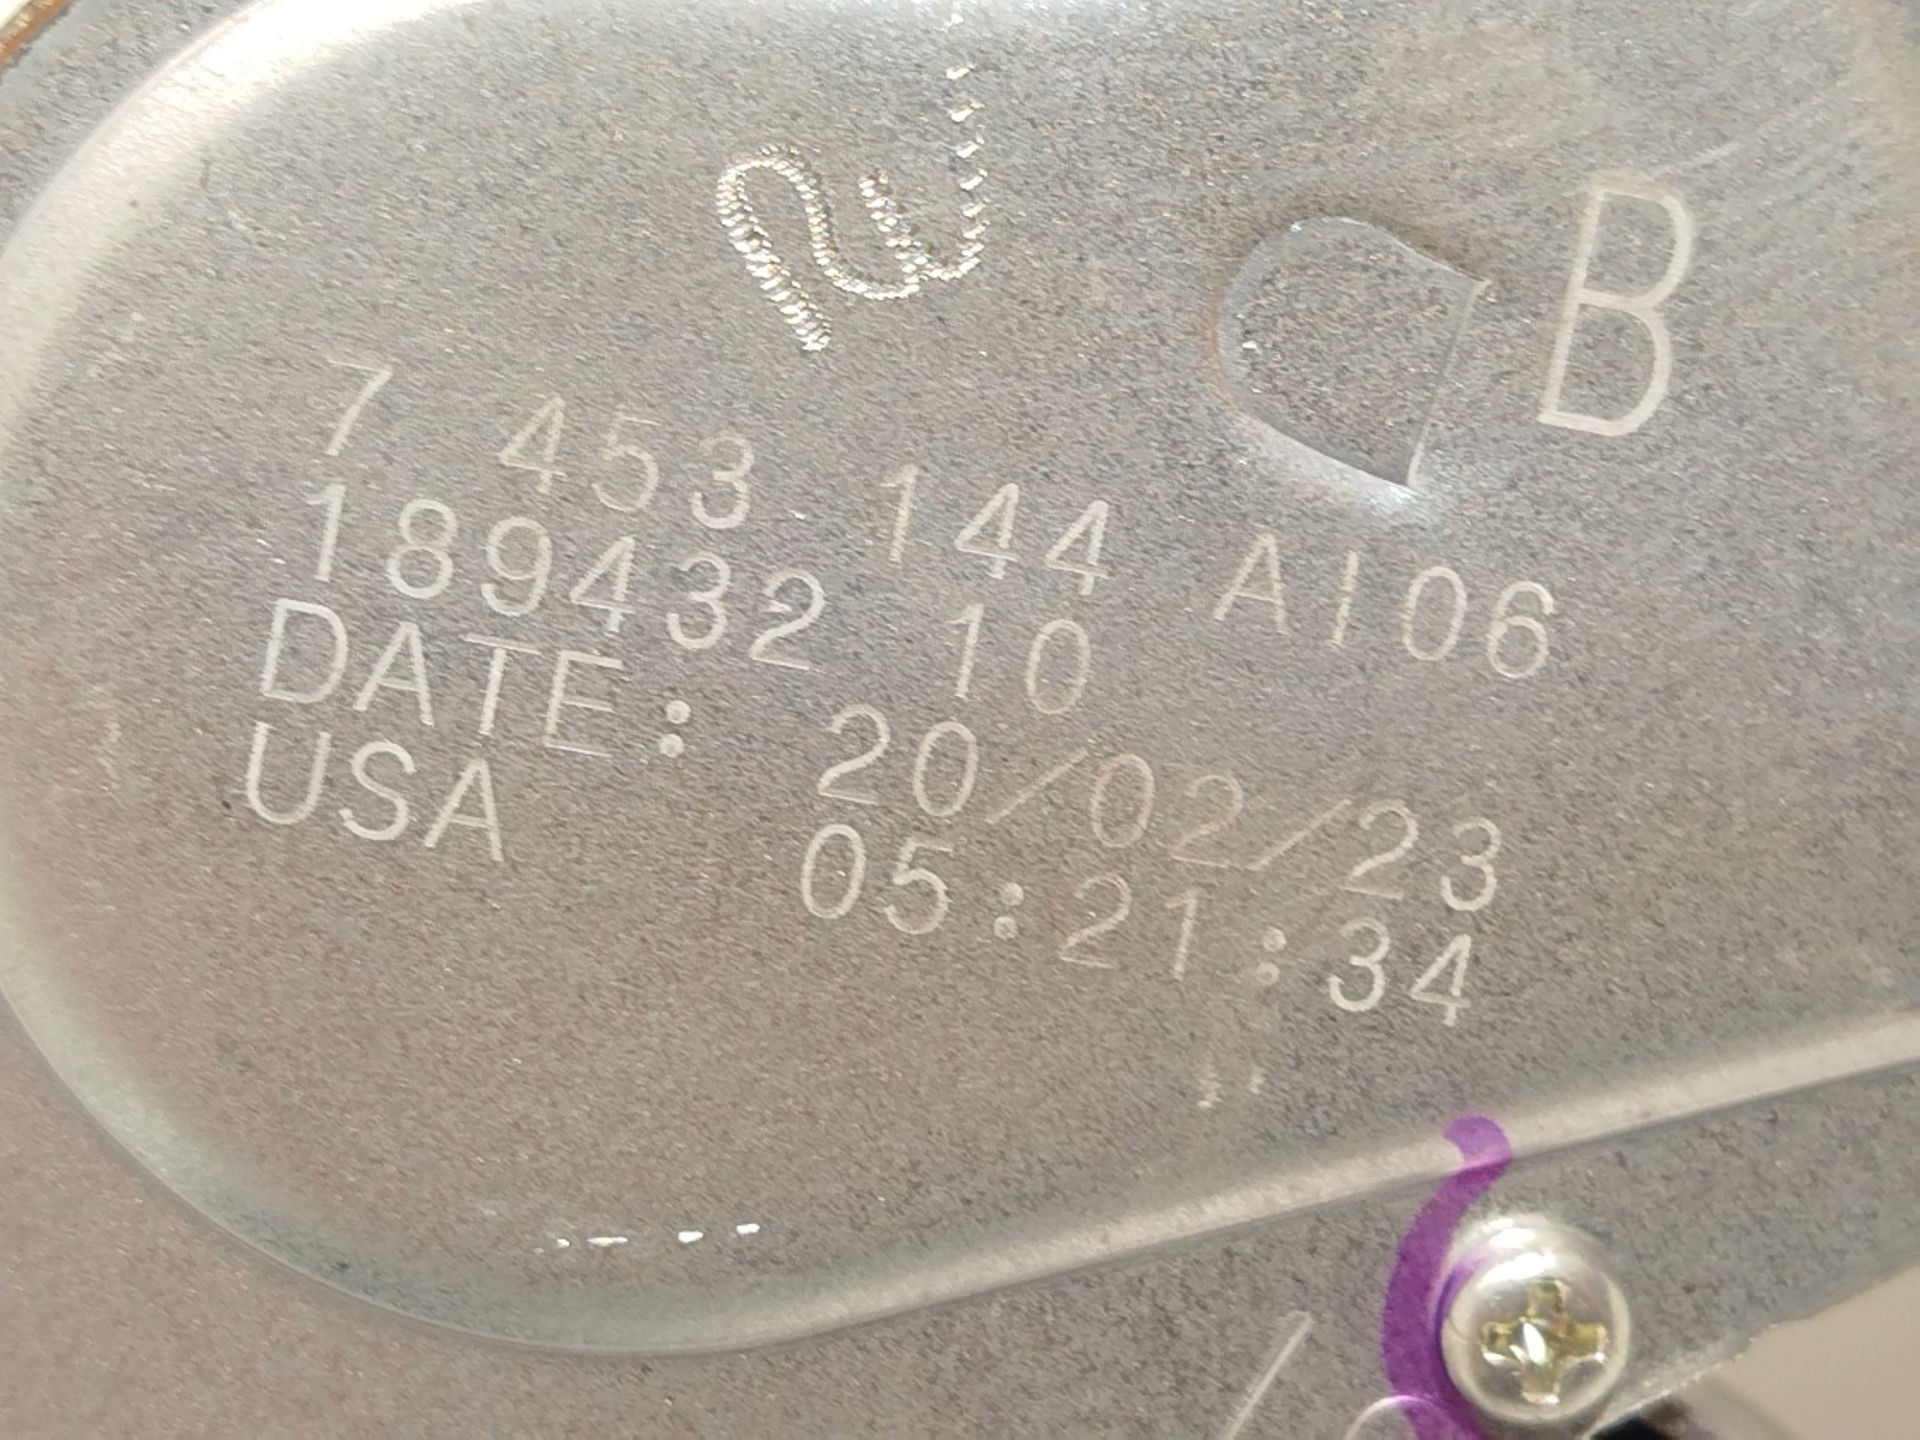 B
7 453 144 AI06
189432 10
DATE: 20/02/23
USA 05:21:34